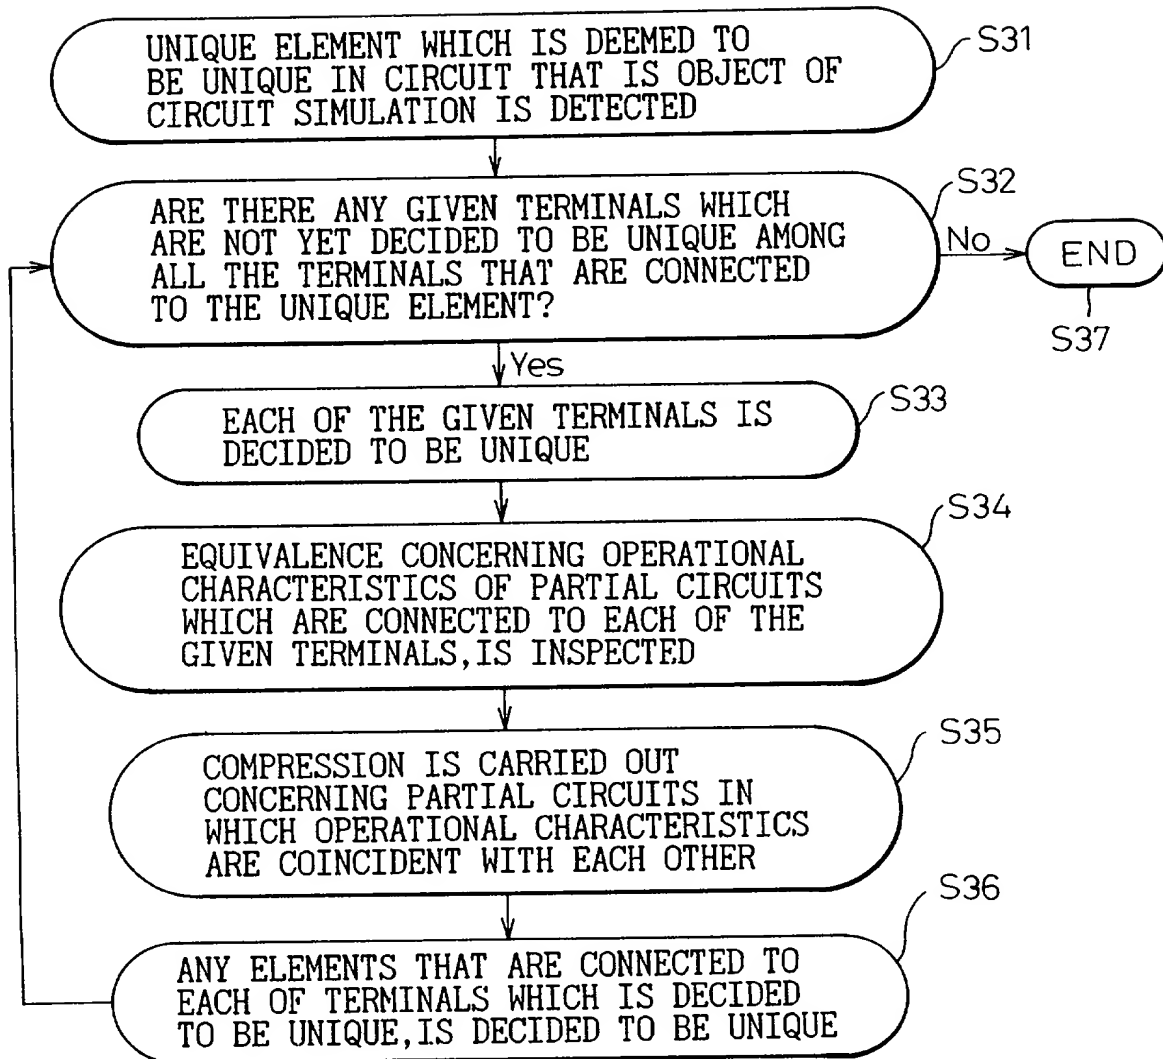 UNIQUE ELEMENT WHICH IS DEEMED TO
BE UNIQUE IN CIRCUIT THAT IS OBJECT OF
CIRCUIT SIMULATION IS DETECTED
S31
ARE THERE ANY GIVEN TERMINALS WHICH
ARE NOT YET DECIDED TO BE UNIQUE AMONG
ALL THE TERMINALS THAT ARE CONNECTED
TO THE UNIQUE ELEMENT?
S32
No
END
S37
Yes
EACH OF THE GIVEN TERMINALS IS
DECIDED TO BE UNIQUE
S33
EQUIVALENCE CONCERNING OPERATIONAL
CHARACTERISTICS OF PARTIAL CIRCUITS
WHICH ARE CONNECTED TO EACH OF THE
GIVEN TERMINALS,IS INSPECTED
S34
COMPRESSION IS CARRIED OUT
CONCERNING PARTIAL CIRCUITS IN
WHICH OPERATIONAL CHARACTERISTICS
ARE COINCIDENT WITH EACH OTHER
S35
ANY ELEMENTS THAT ARE CONNECTED TO
EACH OF TERMINALS WHICH IS DECIDED
TO BE UNIQUE,IS DECIDED TO BE UNIQUE
S36